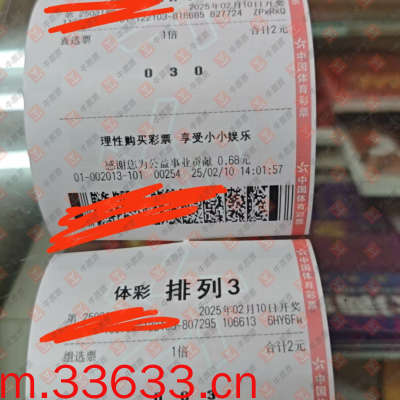 2025年02月10日开奖
直选票 1倍 合计2元
0 3 0
理性购买彩票 享受小小娱乐
感谢您为公益事业贡献 0.68元
01-002013-101 00254 25/02/10 14:01:57
中国体育彩票
中国体育彩票
体彩 排列3
2025年02月10日开奖
807295 106613 6HY6Fw
组选票 1倍 合计2元
m.33633.cn